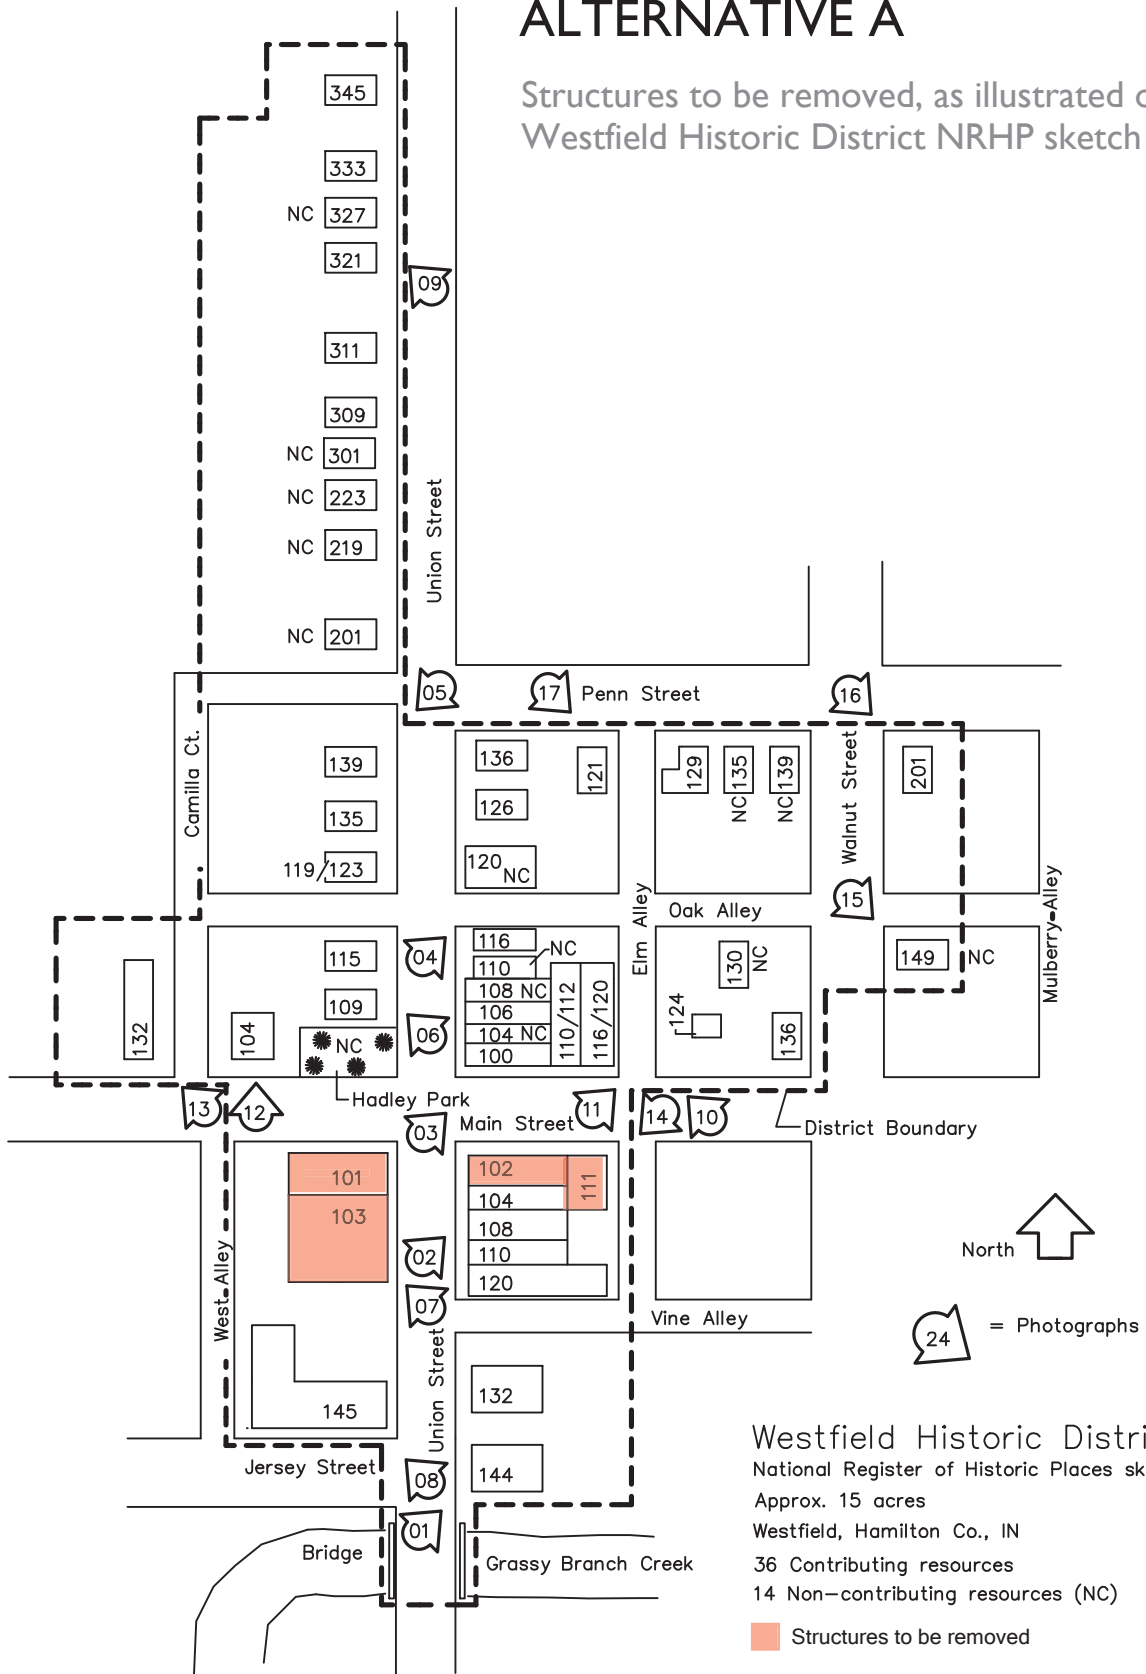 ALTERNATIVE A
Structures to be removed, as illustrated
Westfield Historic District NRHP sketch
345
333
NC 327
321
09
311
309
NC 301
NC 223
NC 219
NC 201
Union Street
05
17
Penn Street
16
Camilla Ct.
139
135
119/123
136
126
120 NC
121
129
NC 135
NC 139
Walnut Street
201
15
Elm Alley
Oak Alley
Mulberry Alley
132
104
115
109
NC
Hadley Park
04
06
116
NC
110
108 NC
106
104 NC
100
110/112
116/120
130 NC
124
136
149 NC
13
12
03
Main Street
11
14
10
District Boundary
101
103
102
111
104
108
110
120
02
07
West Alley
North
Vine Alley
24 = Photographs
145
Union Street
132
144
Jersey Street
08
01
Bridge
Grassy Branch Creek
Westfield Historic Distri
National Register of Historic Places sk
Approx. 15 acres
Westfield, Hamilton Co., IN
36 Contributing resources
14 Non-contributing resources (NC)
Structures to be removed